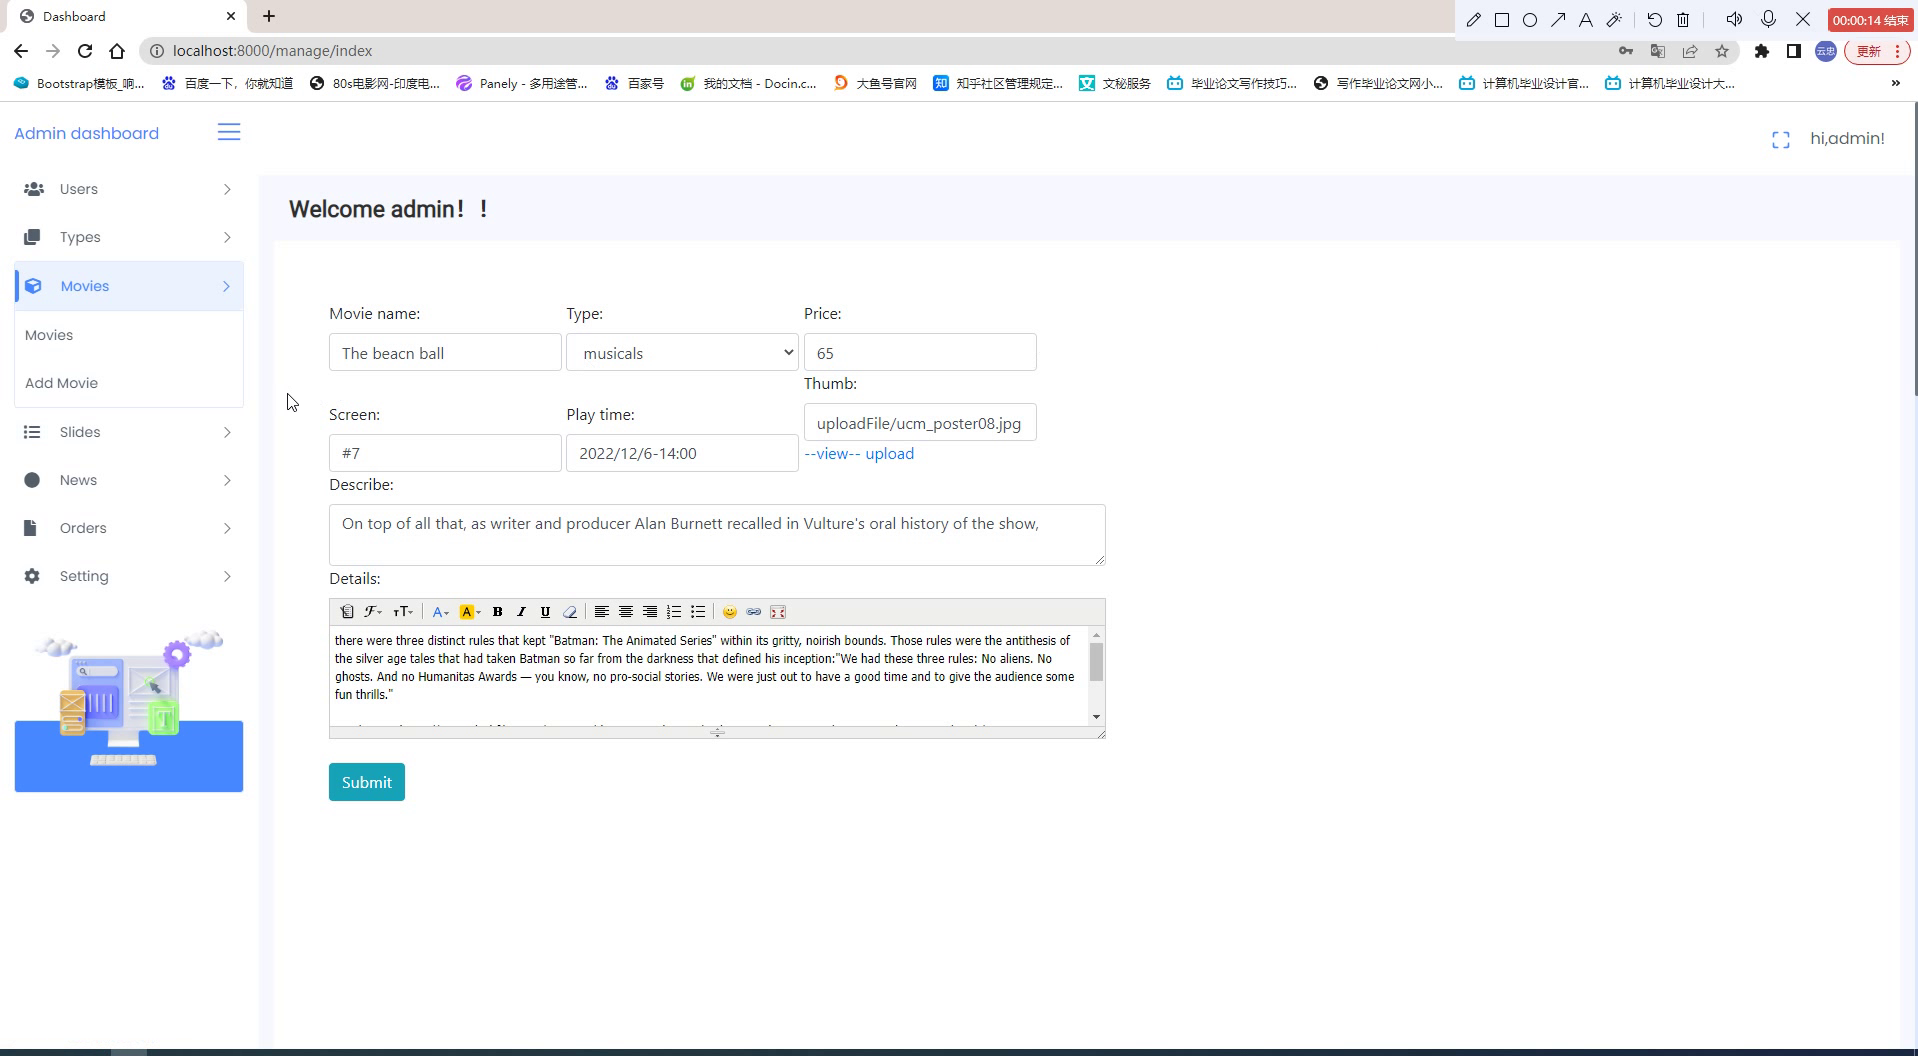 Dashboard
00:00:14 结束
localhost:8000/manage/index
云忠
更新
Bootstrap模板_响... 百度一下，你就知道 80s电影网-印度电... Panely - 多用途管... 百家号 我的文档 - Docin.c... 大鱼号官网 知乎社区管理规定... 文秘服务 毕业论文写作技巧... 写作毕业论文网小... 计算机毕业设计官... 计算机毕业设计大... »
Admin dashboard
hi,admin!
Users
Types
Movies
Movies
Add Movie
Slides
News
Orders
Setting
Welcome admin！！
Movie name: Type: Price:
The beacn ball musicals 65
Thumb:
Screen: Play time:
uploadFile/ucm_poster08.jpg
#7 2022/12/6-14:00
--view-- upload
Describe:
On top of all that, as writer and producer Alan Burnett recalled in Vulture's oral history of the show,
Details:
there were three distinct rules that kept "Batman: The Animated Series" within its gritty, noirish bounds. Those rules were the antithesis of
the silver age tales that had taken Batman so far from the darkness that defined his inception:"We had these three rules: No aliens. No
ghosts. And no Humanitas Awards — you know, no pro-social stories. We were just out to have a good time and to give the audience some
fun thrills."
Submit